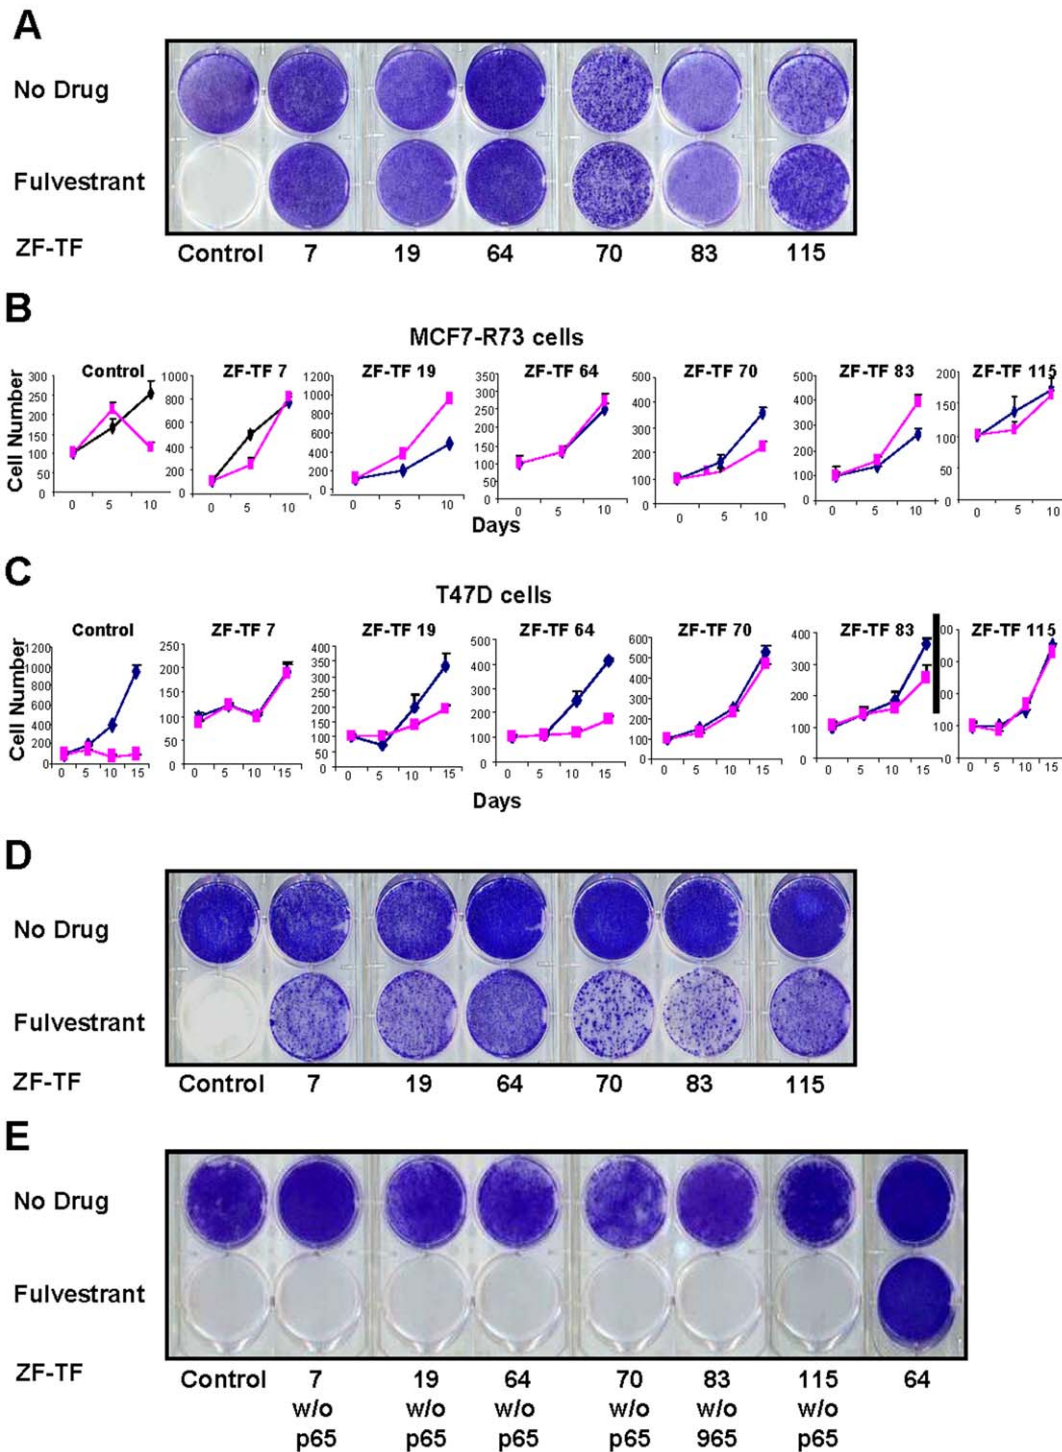 A
No Drug
Fulvestrant
ZF-TF Control 7 19 64 70 83 115
B
MCF7-R73 cells
Control ZF-TF 7 ZF-TF 19 ZF-TF 64 ZF-TF 70 ZF-TF 83 ZF-TF 115
Cell Number
300 250 200 150 100 50 0
0 5 10
1000 800 600 400 200 0
0 5 10
1200 1000 800 600 400 200 0
0 5 10
350 300 250 200 150 100 50 0
0 5 10
500 400 300 200 100 0
0 5 10
500 400 300 200 100 0
0 5 10
200 150 100 50 0
0 5 10
Days
C
T47D cells
Control ZF-TF 7 ZF-TF 19 ZF-TF 64 ZF-TF 70 ZF-TF 83 ZF-TF 115
Cell Number
1200 1000 800 600 400 200 0
0 5 10 15
250 200 150 100 50 0
0 5 10 15
400 350 300 250 200 150 100 50 0
0 5 10 15
500 400 300 200 100 0
0 5 10 15
600 500 400 300 200 100 0
0 5 10 15
400 300 200 100 0
0 5 10 15
00 00 00 100 0
0 5 10 15
Days
D
No Drug
Fulvestrant
ZF-TF Control 7 19 64 70 83 115
E
No Drug
Fulvestrant
ZF-TF Control 7 19 64 70 83 115 64
w/o w/o w/o w/o w/o w/o
p65 p65 p65 p65 965 p65